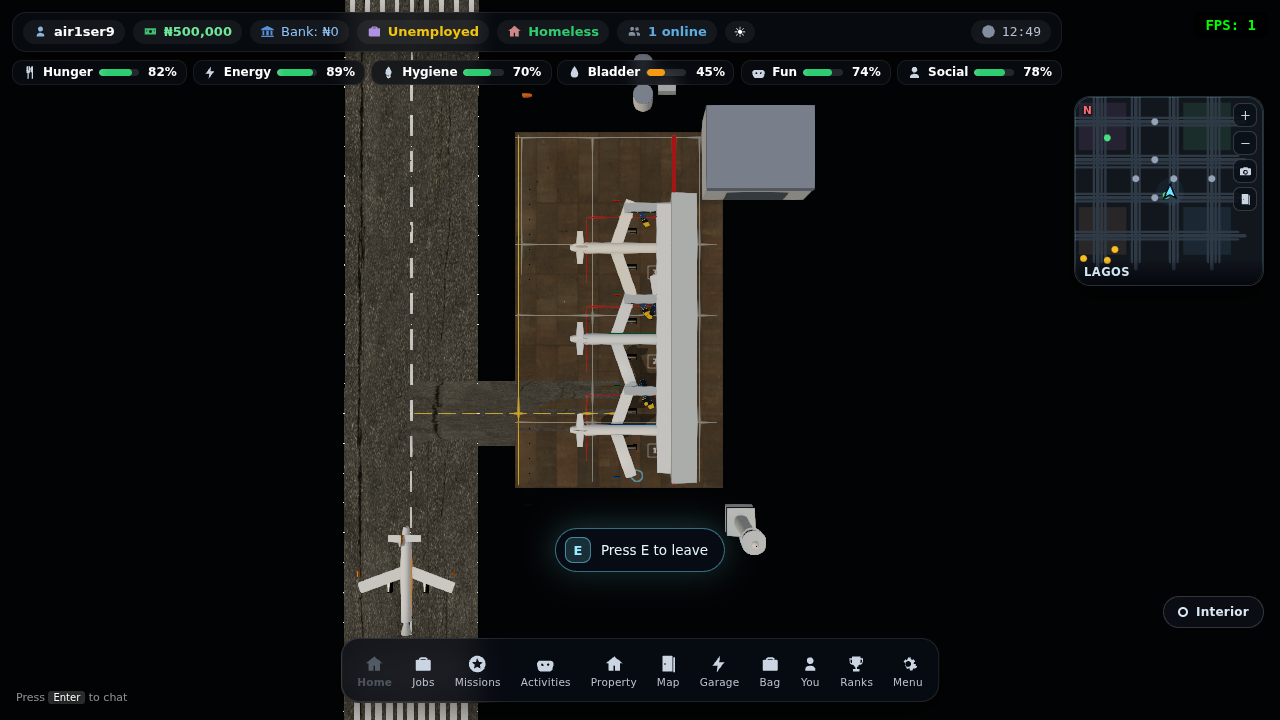 air1ser9
₦500,000
Bank: ₦0
Unemployed
Homeless
1 online
12:49
FPS: 1
Hunger 82%
Energy 89%
Hygiene 70%
Bladder 45%
Fun 74%
Social 78%
N
LAGOS
E Press E to leave
Interior
Home
Jobs
Missions
Activities
Property
Map
Garage
Bag
You
Ranks
Menu
Press Enter to chat